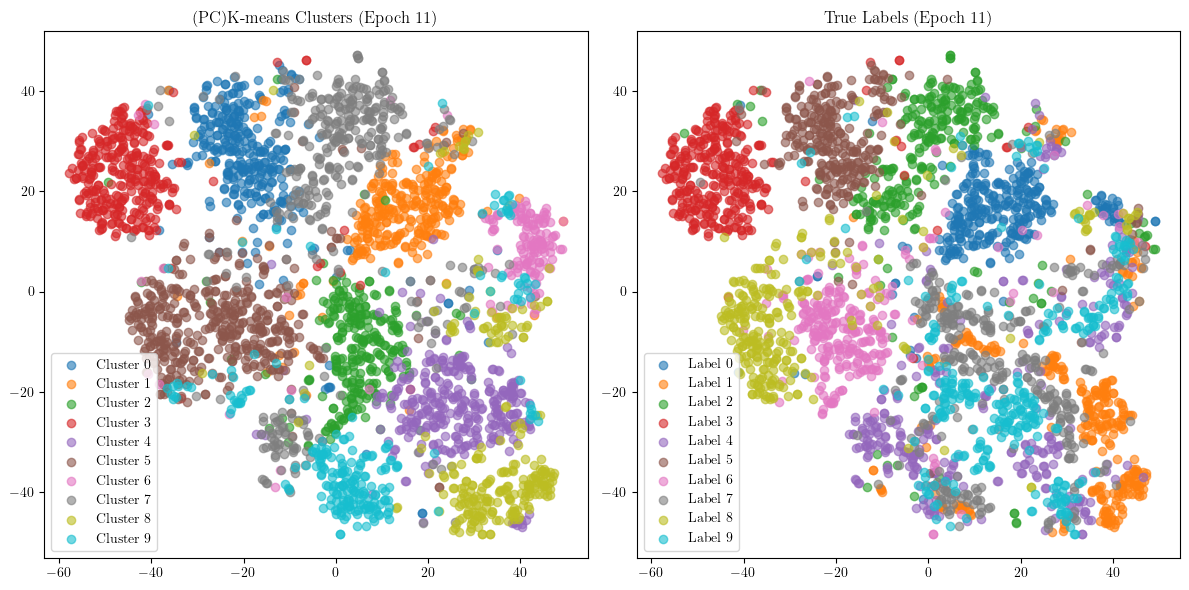 (PC)K-means Clusters (Epoch 11)
40
20
0
−20
−40
−60
−40
−20
0
20
40
Cluster 0
Cluster 1
Cluster 2
Cluster 3
Cluster 4
Cluster 5
Cluster 6
Cluster 7
Cluster 8
Cluster 9
True Labels (Epoch 11)
40
20
0
−20
−40
−60
−40
−20
0
20
40
Label 0
Label 1
Label 2
Label 3
Label 4
Label 5
Label 6
Label 7
Label 8
Label 9